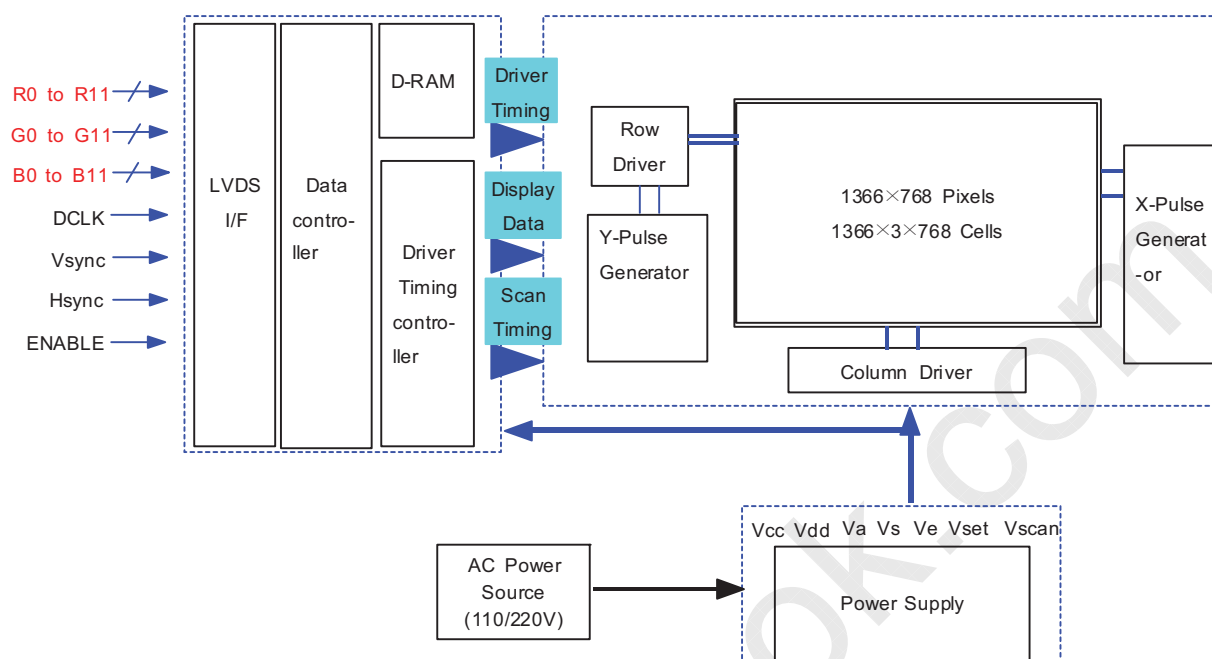 R0 to R11
G0 to G11
B0 to B11
DCLK
Vsync
Hsync
ENABLE
LVDS
I/F
Data
contro-
ller
D-RAM
Driver
Timing
contro-
ller
Driver
Timing
Display
Data
Scan
Timing
Row
Driver
Y-Pulse
Generator
1366×768 Pixels
1366×3×768 Cells
X-Pulse
Generat
-or
Column Driver
Vcc Vdd Va Vs Ve Vset Vscan
AC Power
Source
(110/220V)
Power Supply
ok.com